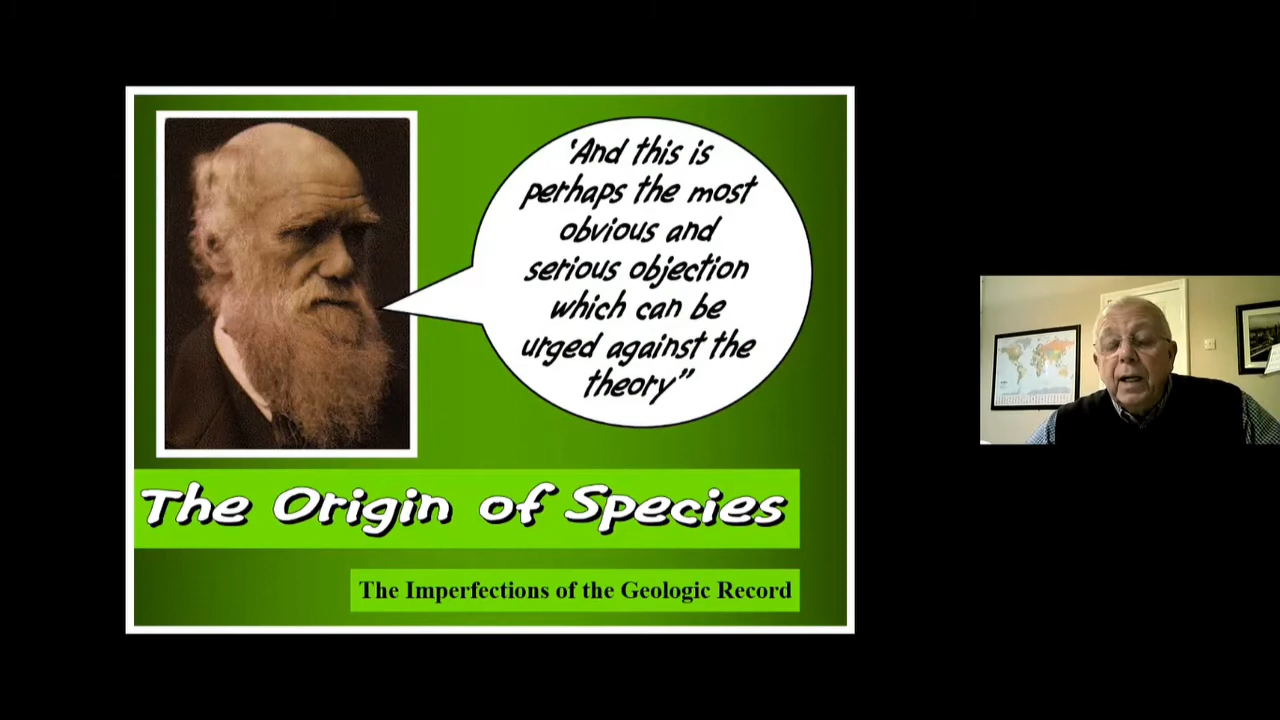 ‘And this is
perhaps the most
obvious and
serious objection
which can be
urged against the
theory”
The Origin of Species
The Imperfections of the Geologic Record